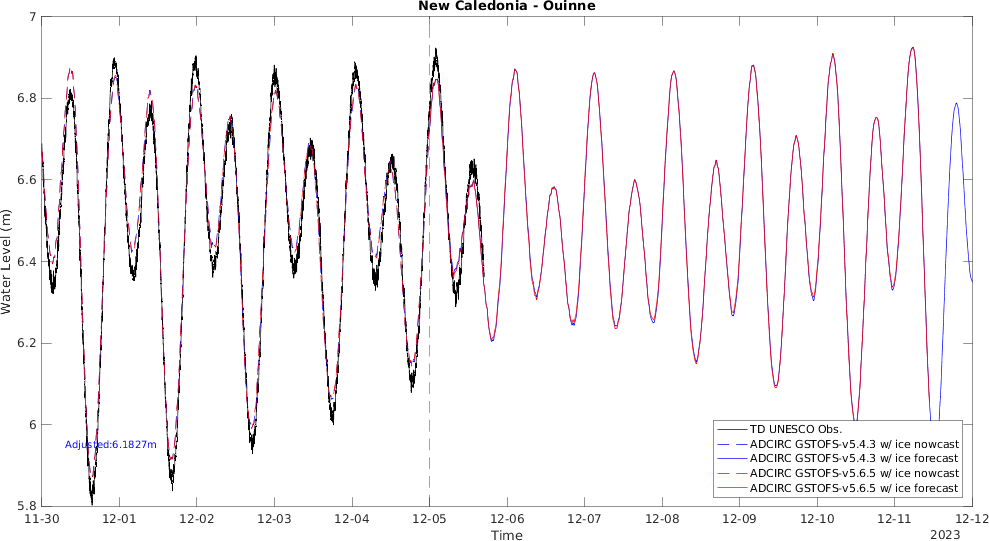 New Caledonia - Ouinne
7
6.8
6.6
6.4
6.2
6
5.8
Water Level (m)
Adjusted:6.1827m
TD UNESCO Obs.
ADCIRC GSTOFS-v5.4.3 w/ ice nowcast
ADCIRC GSTOFS-v5.4.3 w/ ice forecast
ADCIRC GSTOFS-v5.6.5 w/ ice nowcast
ADCIRC GSTOFS-v5.6.5 w/ ice forecast
11-30 12-01 12-02 12-03 12-04 12-05 12-06 12-07 12-08 12-09 12-10 12-11 12-12
Time
2023